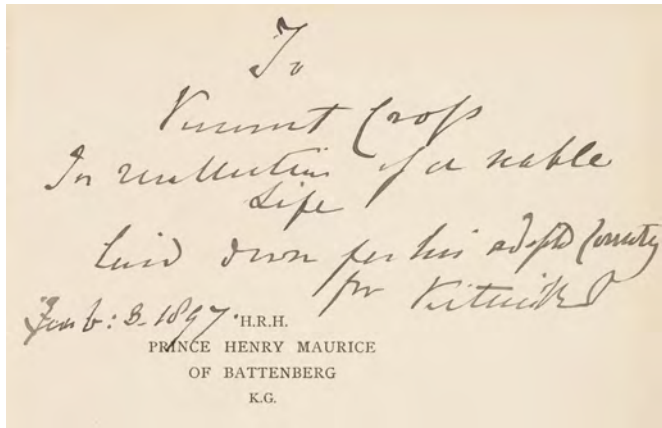 To
Vincent Cross
In recollection of a noble
Life
laid down for his adopted Country
Victoria
3. 1897.
H.R.H.
PRINCE HENRY MAURICE
OF BATTENBERG
K.G.